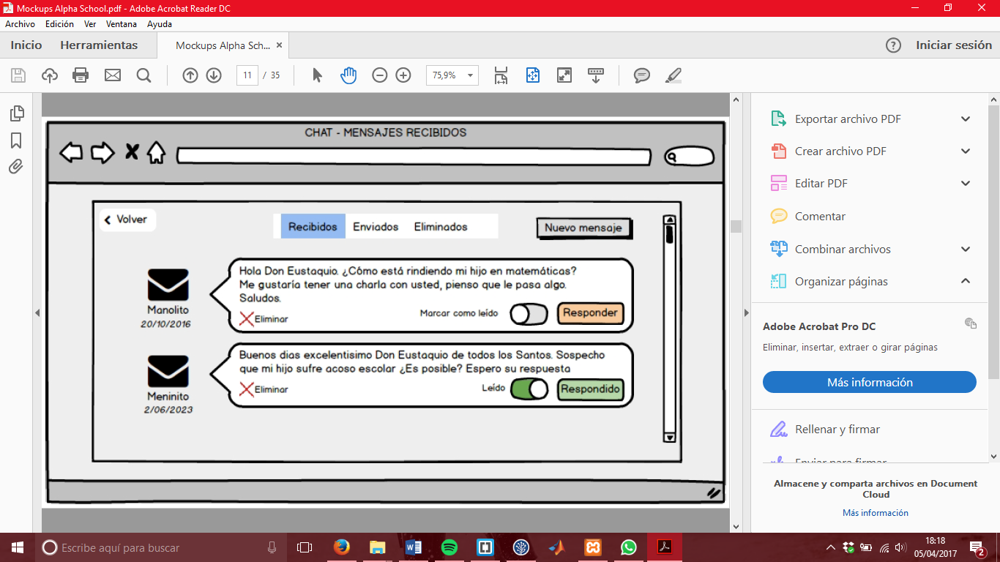 Mockups Alpha School.pdf - Adobe Acrobat Reader DC
Archivo Edición Ver Ventana Ayuda
Inicio Herramientas Mockups Alpha Sch... Iniciar sesión
11 / 35 75,9%
CHAT - MENSAJES RECIBIDOS
Volver
Recibidos Enviados Eliminados
Nuevo mensaje
Manolito
20/10/2016
Hola Don Eustaquio. ¿Cómo está rindiendo mi hijo en matemáticas?
Me gustaría tener una charla con usted, pienso que le pasa algo.
Saludos.
Eliminar Marcar como leído Responder
Meninito
2/06/2023
Buenos dias excelentisimo Don Eustaquio de todos los Santos. Sospecho
que mi hijo sufre acoso escolar ¿Es posible? Espero su respuesta
Eliminar Leído Respondido
Exportar archivo PDF
Crear archivo PDF
Editar PDF
Comentar
Combinar archivos
Organizar páginas
Adobe Acrobat Pro DC
Eliminar, insertar, extraer o girar páginas
Más información
Rellenar y firmar
Enviar para firmar
Almacene y comparta archivos en Document
Cloud
Más información
Escribe aquí para buscar
18:18
05/04/2017
2